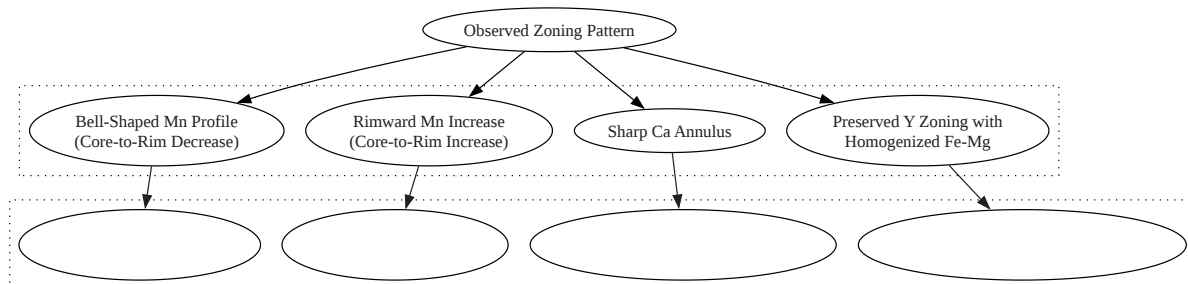 Observed Zoning Pattern
Bell-Shaped Mn Profile
(Core-to-Rim Decrease)
Rimward Mn Increase
(Core-to-Rim Increase)
Sharp Ca Annulus
Preserved Y Zoning with
Homogenized Fe-Mg